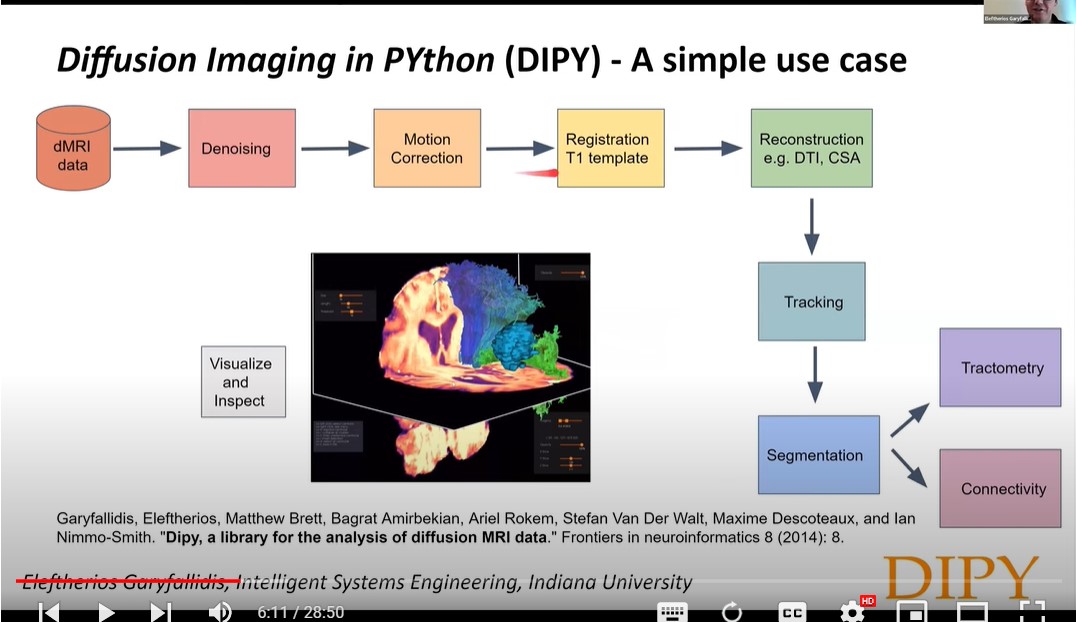 Diffusion Imaging in PYthon (DIPY) - A simple use case
dMRI
data
Denoising
Motion
Correction
Registration
T1 template
Reconstruction
e.g. DTI, CSA
Tracking
Visualize
and
Inspect
Segmentation
Tractometry
Connectivity
Garyfallidis, Eleftherios, Matthew Brett, Bagrat Amirbekian, Ariel Rokem, Stefan Van Der Walt, Maxime Descoteaux, and Ian
Nimmo-Smith. "Dipy, a library for the analysis of diffusion MRI data." Frontiers in neuroinformatics 8 (2014): 8.
Eleftherios Garyfallidis, Intelligent Systems Engineering, Indiana University
DIPY
6:11 / 28:50
CC
HD